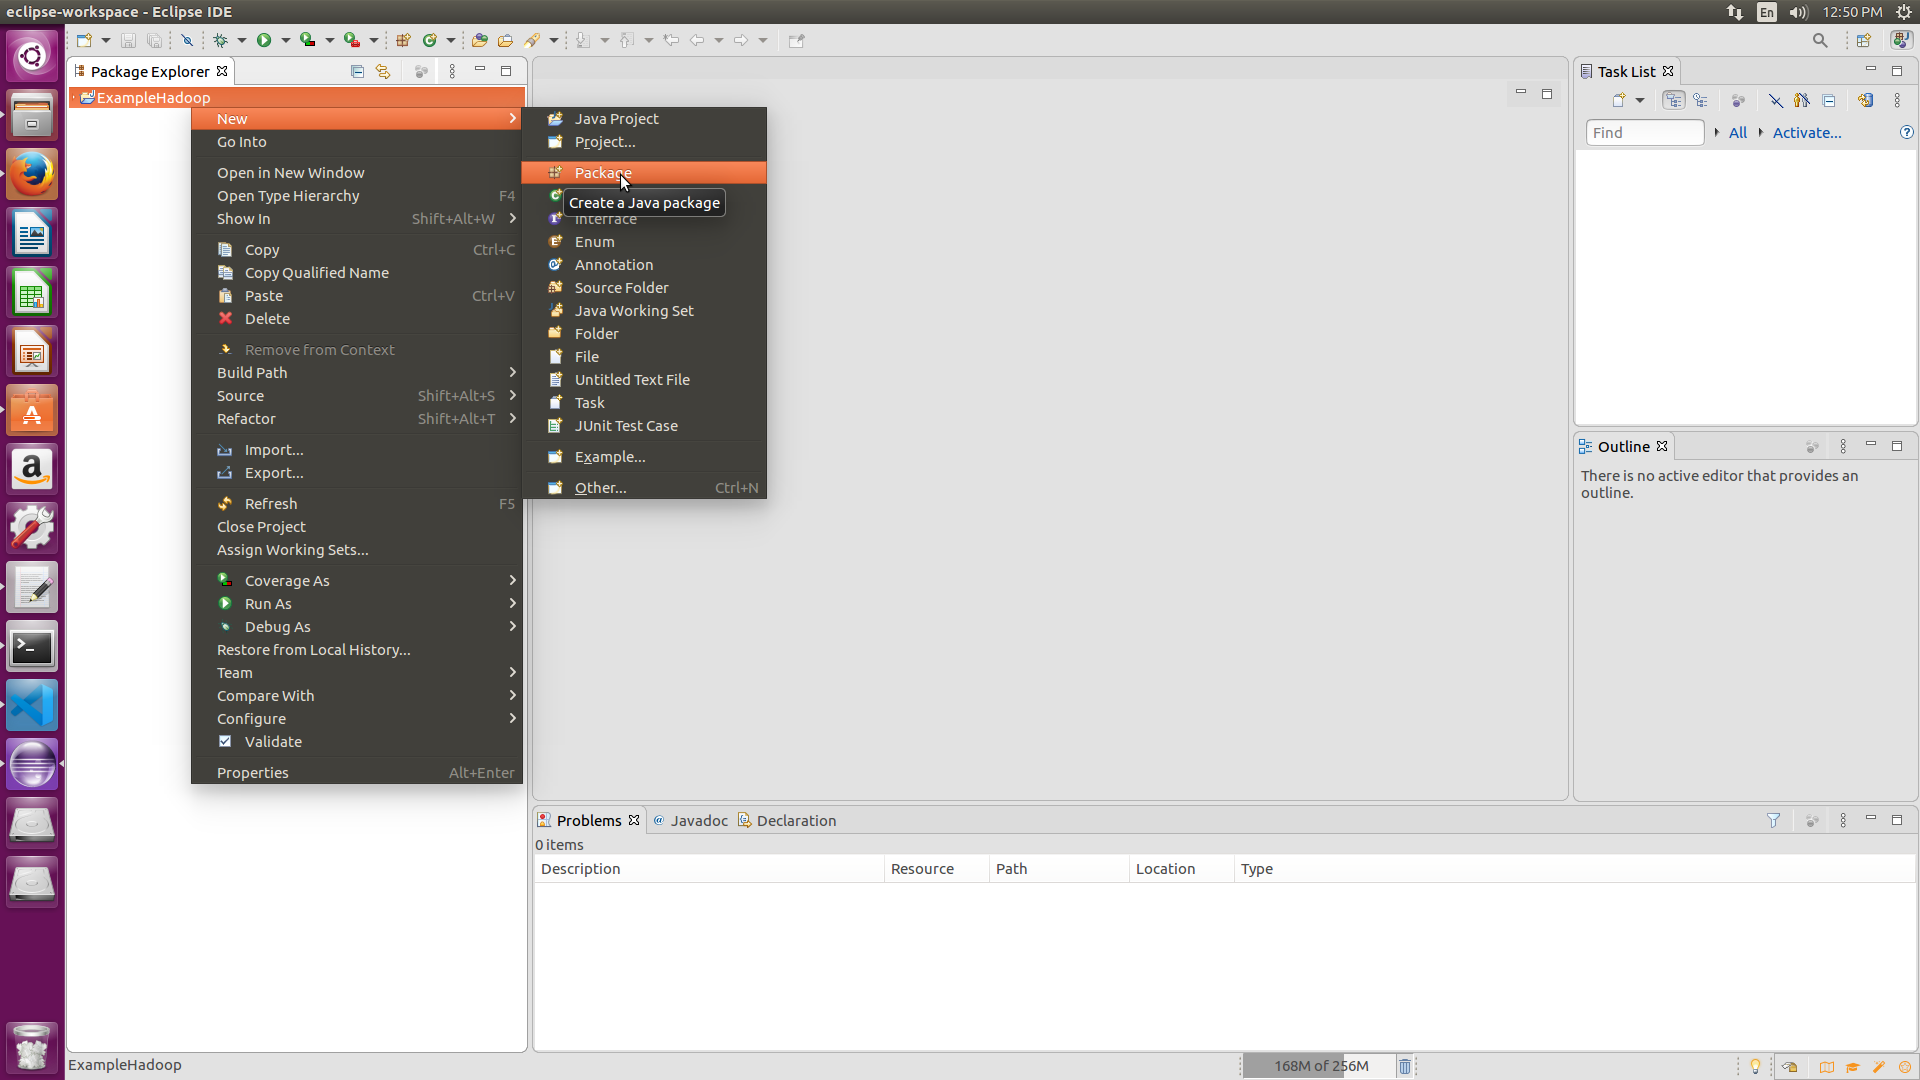 eclipse-workspace - Eclipse IDE
En
12:50 PM
Package Explorer
ExampleHadoop
New
Go Into
Open in New Window
Open Type Hierarchy F4
Show In Shift+Alt+W
Copy Ctrl+C
Copy Qualified Name
Paste Ctrl+V
Delete
Remove from Context
Build Path
Source Shift+Alt+S
Refactor Shift+Alt+T
Import...
Export...
Refresh F5
Close Project
Assign Working Sets...
Coverage As
Run As
Debug As
Restore from Local History...
Team
Compare With
Configure
Validate
Properties Alt+Enter
Java Project
Project...
Package
Create a Java package
Interface
Enum
Annotation
Source Folder
Java Working Set
Folder
File
Untitled Text File
Task
JUnit Test Case
Example...
Other... Ctrl+N
Task List
Find All Activate...
Outline
There is no active editor that provides an
outline.
Problems Javadoc Declaration
0 items
Description Resource Path Location Type
ExampleHadoop
168M of 256M